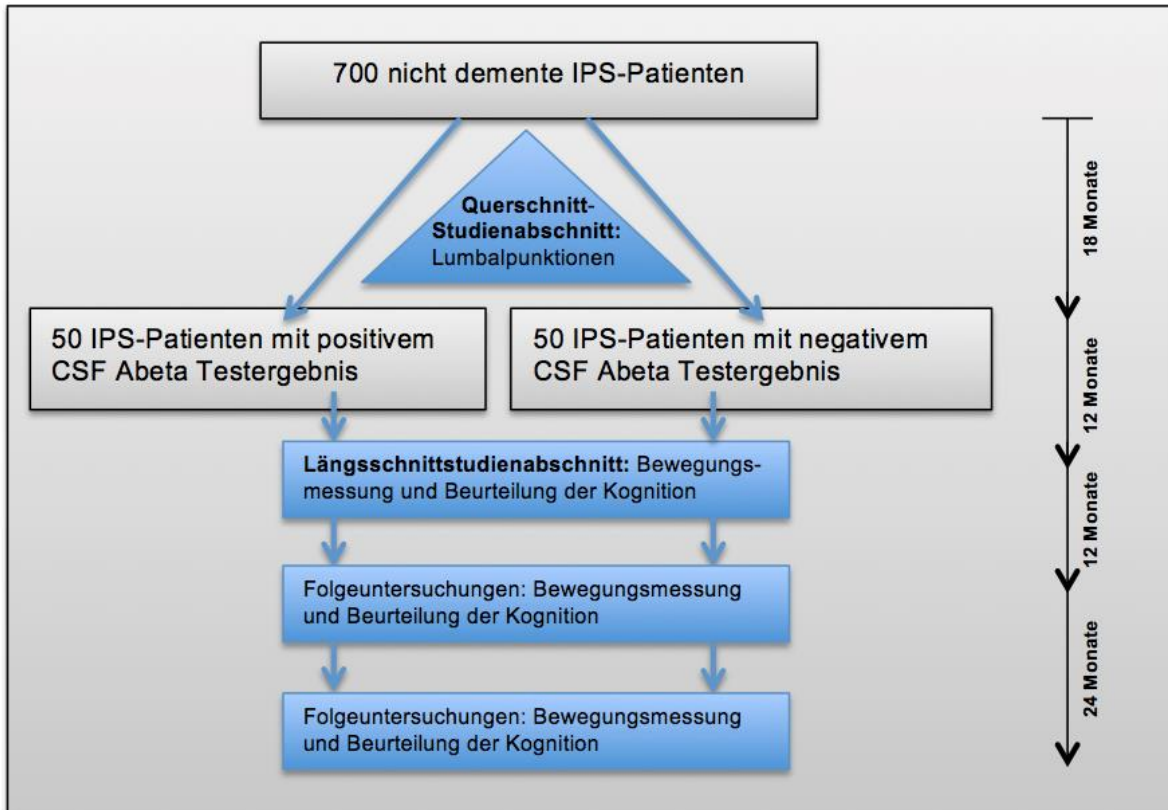 700 nicht demente IPS-Patienten
Querschnitt-
Studienabschnitt:
Lumbalpunktionen
18 Monate
50 IPS-Patienten mit positivem
CSF Abeta Testergebnis
50 IPS-Patienten mit negativem
CSF Abeta Testergebnis
12 Monate
Längsschnittstudienabschnitt: Bewegungs-
messung und Beurteilung der Kognition
12 Monate
Folgeuntersuchungen: Bewegungsmessung
und Beurteilung der Kognition
24 Monate
Folgeuntersuchungen: Bewegungsmessung
und Beurteilung der Kognition